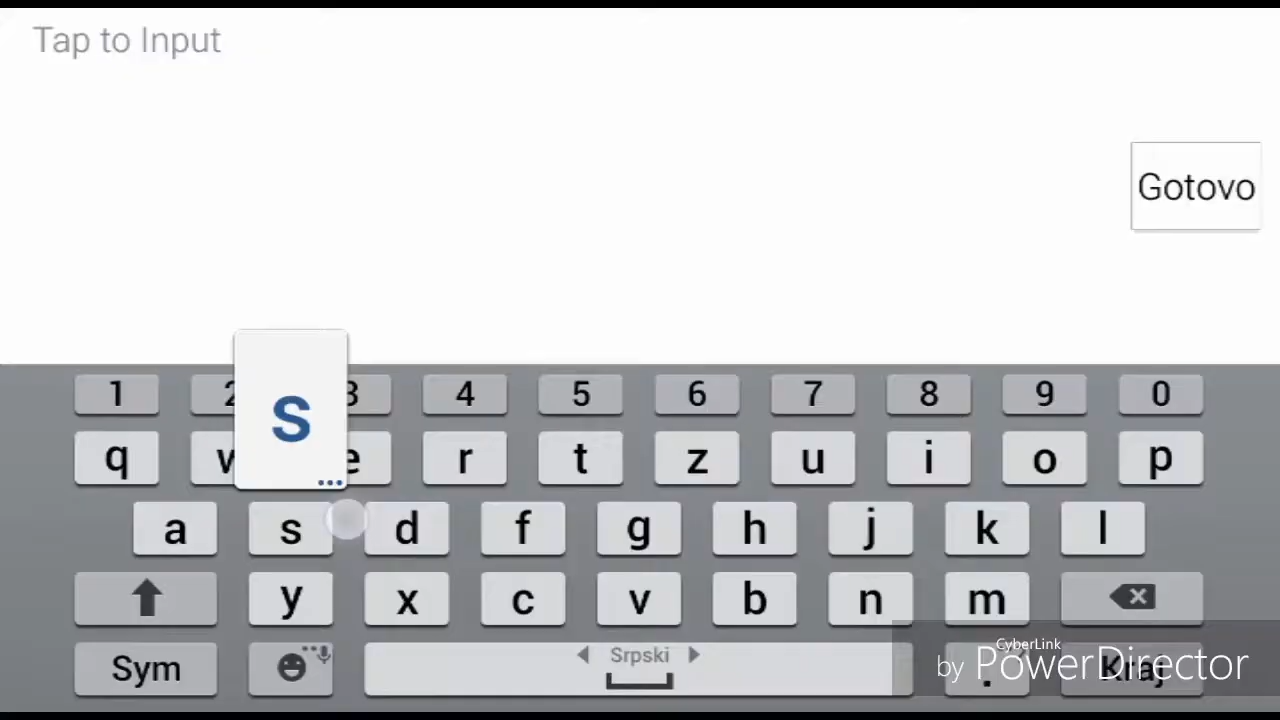 Tap to Input
Gotovo
S
1 2 3 4 5 6 7 8 9 0
q w e r t z u i o p
a s d f g h j k l
y x c v b n m
Sym Srpski . Kraj
CyberLink
by PowerDirector